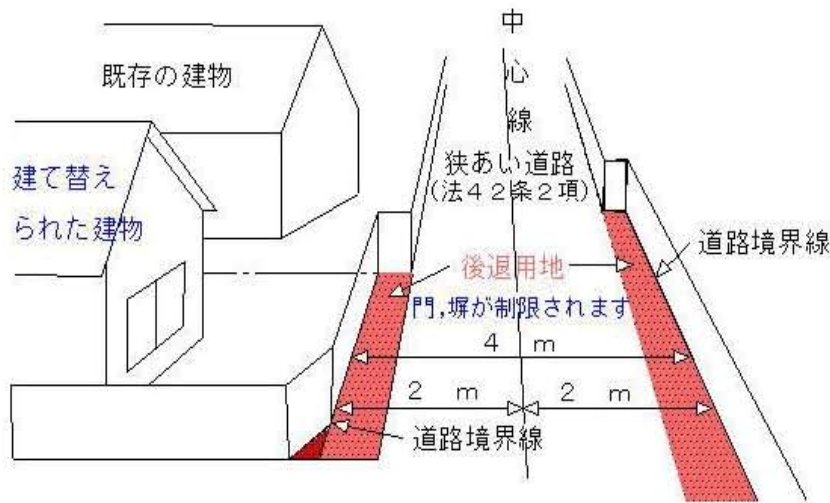 中心線
既存の建物
狭あい道路
(法42条2項)
建て替え
られた建物
道路境界線
後退用地
門,塀が制限されます
4 m
2 m
2 m
道路境界線